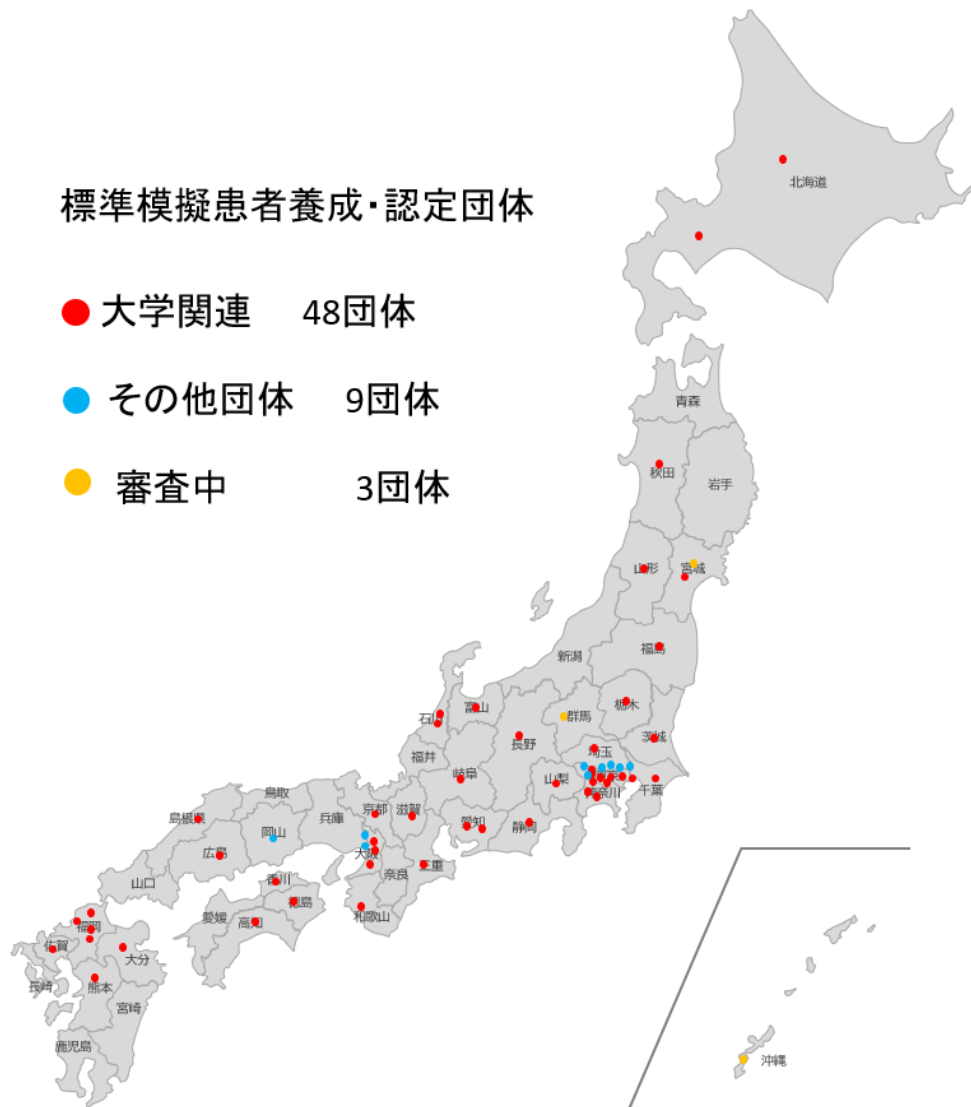 標準模擬患者養成・認定団体
大学関連 48団体
その他団体 9団体
審査中 3団体
北海道
青森
秋田
岩手
山形
宮城
新潟
福島
石川
富山
群馬
栃木
長野
埼玉
茨城
福井
岐阜
山梨
東京
千葉
神奈川
鳥取
兵庫
京都
滋賀
愛知
静岡
島根県
岡山
広島
大阪
奈良
三重
山口
香川
徳島
和歌山
愛媛
高知
福岡
佐賀
大分
長崎
熊本
宮崎
鹿児島
沖縄